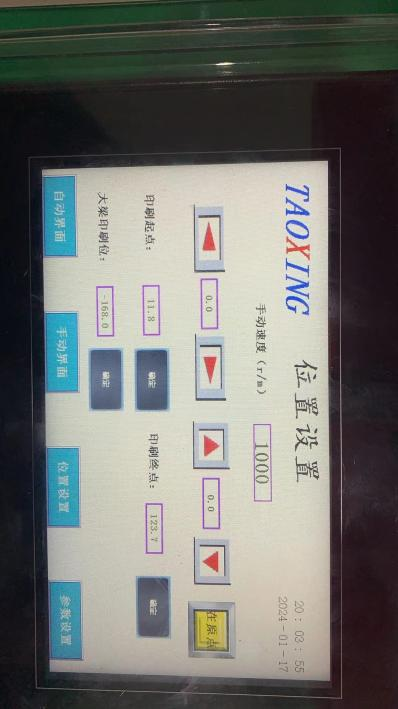 TAOXING
位置设置
20:03:55
2024-01-17
手动速度(r/m)
1000
0.0
0.0
在原点
印刷起点:
11.8
确定
印刷终点:
123.7
确定
大梁印刷位:
-168.0
确定
自动界面
手动界面
位置设置
参数设置